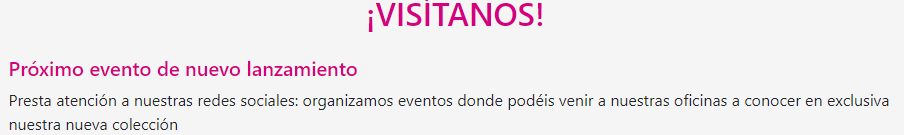 ¡VISÍTANOS!
Próximo evento de nuevo lanzamiento
Presta atención a nuestras redes sociales: organizamos eventos donde podéis venir a nuestras oficinas a conocer en exclusiva
nuestra nueva colección